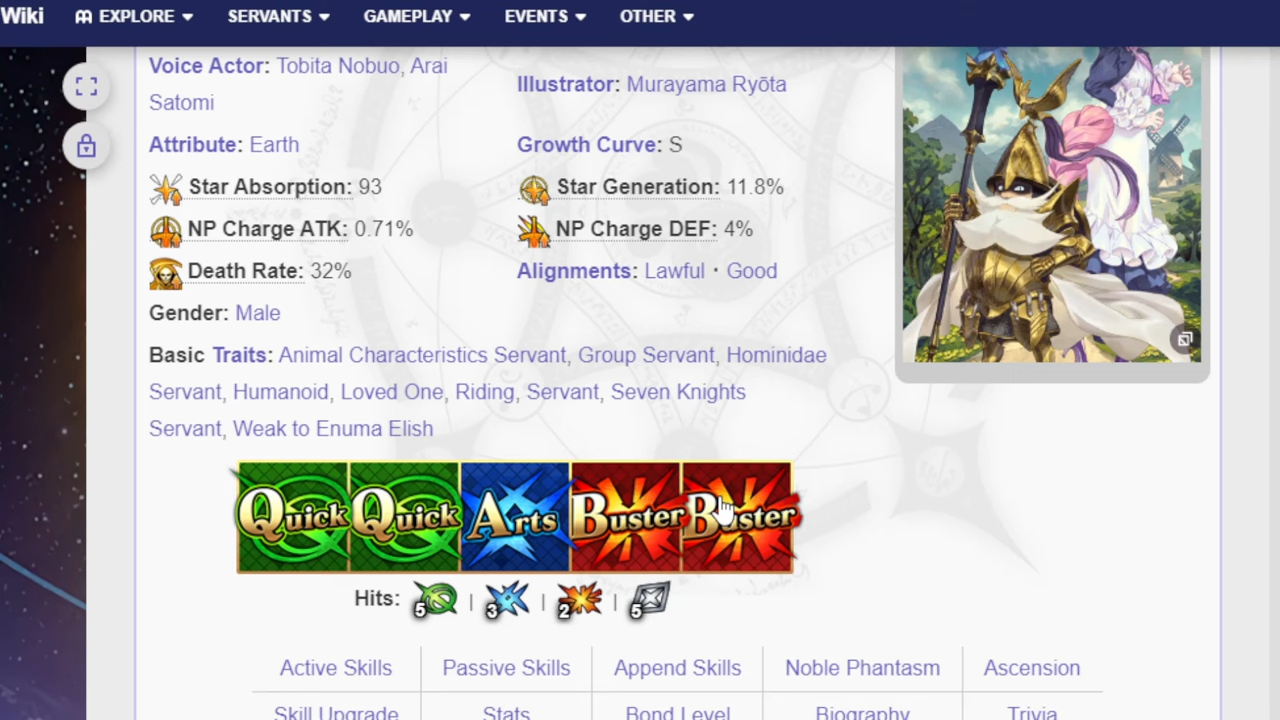 Wiki EXPLORE SERVANTS GAMEPLAY EVENTS OTHER
Voice Actor: Tobita Nobuo, Arai
Satomi
Illustrator: Murayama Ryōta
Attribute: Earth
Growth Curve: S
Star Absorption: 93
Star Generation: 11.8%
NP Charge ATK: 0.71%
NP Charge DEF: 4%
Death Rate: 32%
Alignments: Lawful · Good
Gender: Male
Basic Traits: Animal Characteristics Servant, Group Servant, Hominidae
Servant, Humanoid, Loved One, Riding, Servant, Seven Knights
Servant, Weak to Enuma Elish
Quick Quick Arts Buster Buster
Hits: 5 | 3 | 2 | 5
Active Skills Passive Skills Append Skills Noble Phantasm Ascension
Skill Upgrade Stats Bond Level Biography Trivia